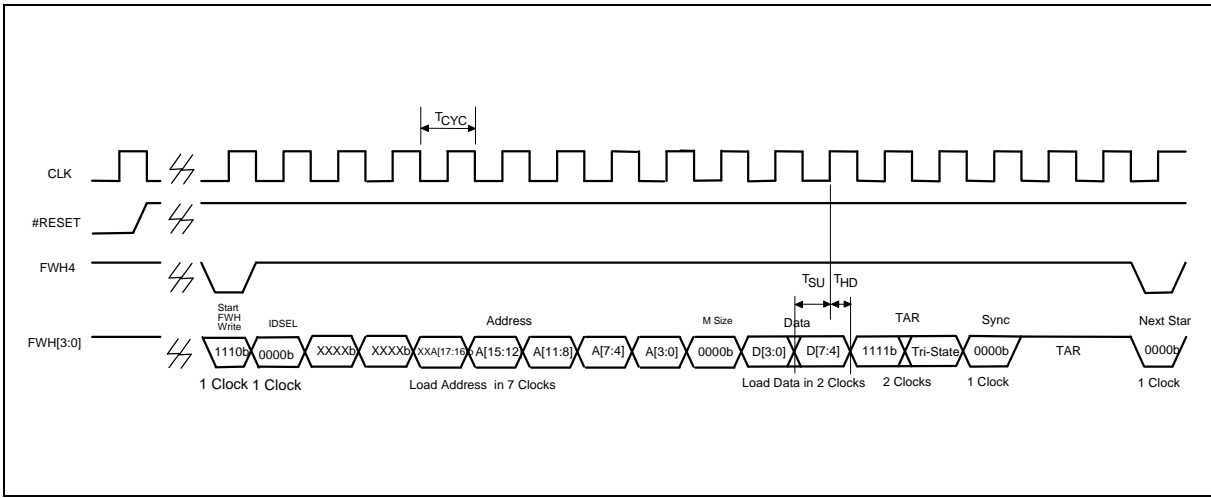 TCYC
CLK
#RESET
FWH4
TSU THD
Start
FWH
Write
IDSEL
Address
M Size
Data
TAR
Sync
Next Star
FWH[3:0]
1110b 0000b XXXXb XXXXb XXA[17:16]b A[15:12] A[11:8] A[7:4] A[3:0] 0000b D[3:0] D[7:4] 1111b Tri-State 0000b TAR 0000b
1 Clock 1 Clock Load Address in 7 Clocks Load Data in 2 Clocks 2 Clocks 1 Clock 1 Clock